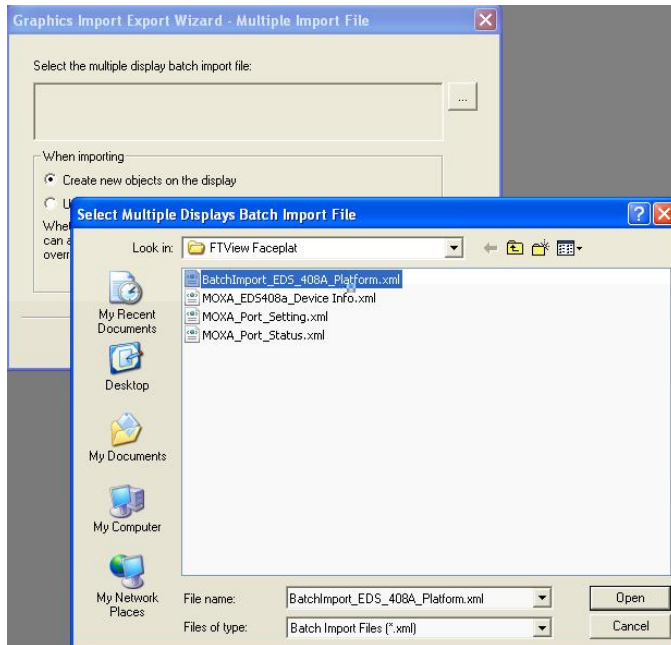 Graphics Import Export Wizard - Multiple Import File
Select the multiple display batch import file:
...
When importing
Create new objects on the display
U
Whet
can a
overr
Select Multiple Displays Batch Import File
Look in: FTView Faceplat
My Recent Documents
Desktop
My Documents
My Computer
My Network Places
BatchImport_EDS_408A_Platform.xml
MOXA_EDS408a_Device Info.xml
MOXA_Port_Setting.xml
MOXA_Port_Status.xml
File name: BatchImport_EDS_408A_Platform.xml Open
Files of type: Batch Import Files (*.xml) Cancel